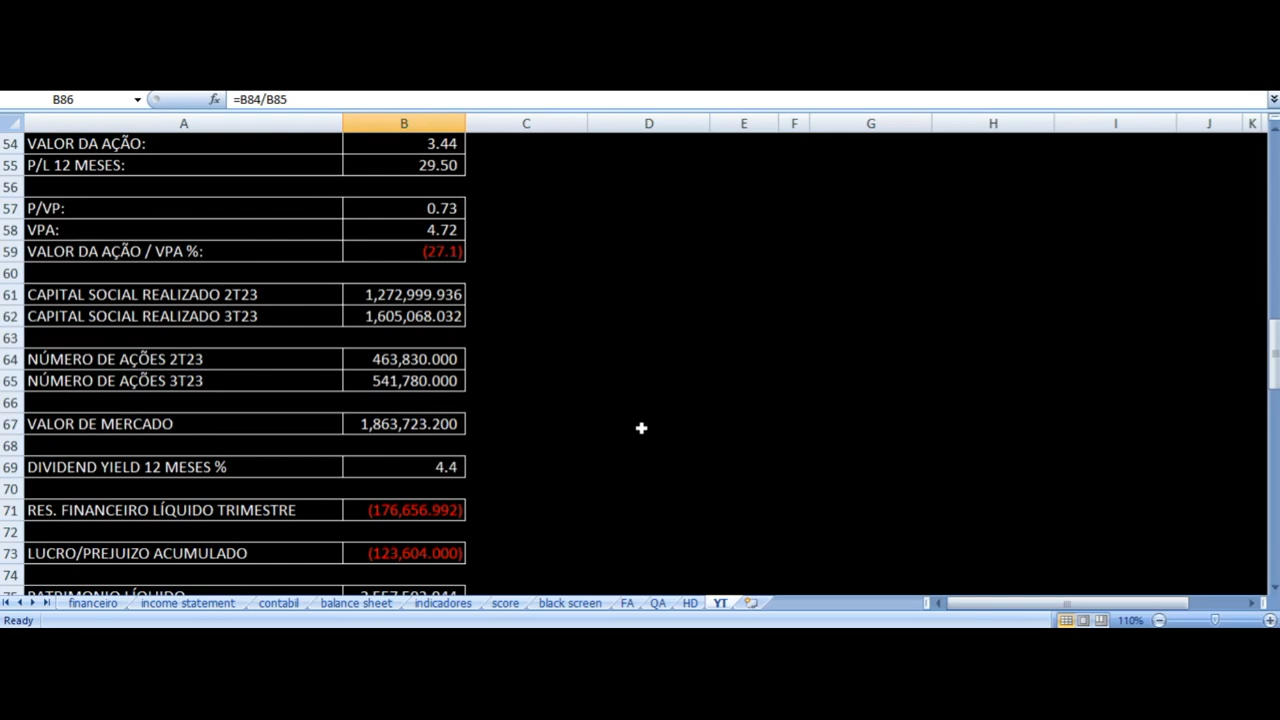 B86 fx =B84/B85
A B C D E F G H I J K
54 VALOR DA AÇÃO: 3.44
55 P/L 12 MESES: 29.50
56
57 P/VP: 0.73
58 VPA: 4.72
59 VALOR DA AÇÃO / VPA %: (27.1)
60
61 CAPITAL SOCIAL REALIZADO 2T23 1,272,999.936
62 CAPITAL SOCIAL REALIZADO 3T23 1,605,068.032
63
64 NÚMERO DE AÇÕES 2T23 463,830.000
65 NÚMERO DE AÇÕES 3T23 541,780.000
66
67 VALOR DE MERCADO 1,863,723.200
68
69 DIVIDEND YIELD 12 MESES % 4.4
70
71 RES. FINANCEIRO LÍQUIDO TRIMESTRE (176,656.992)
72
73 LUCRO/PREJUIZO ACUMULADO (123,604.000)
74
75 PATRIMONIO LÍQUIDO
financeiro income statement contabil balance sheet indicadores score black screen FA QA HD YT
Ready 110%